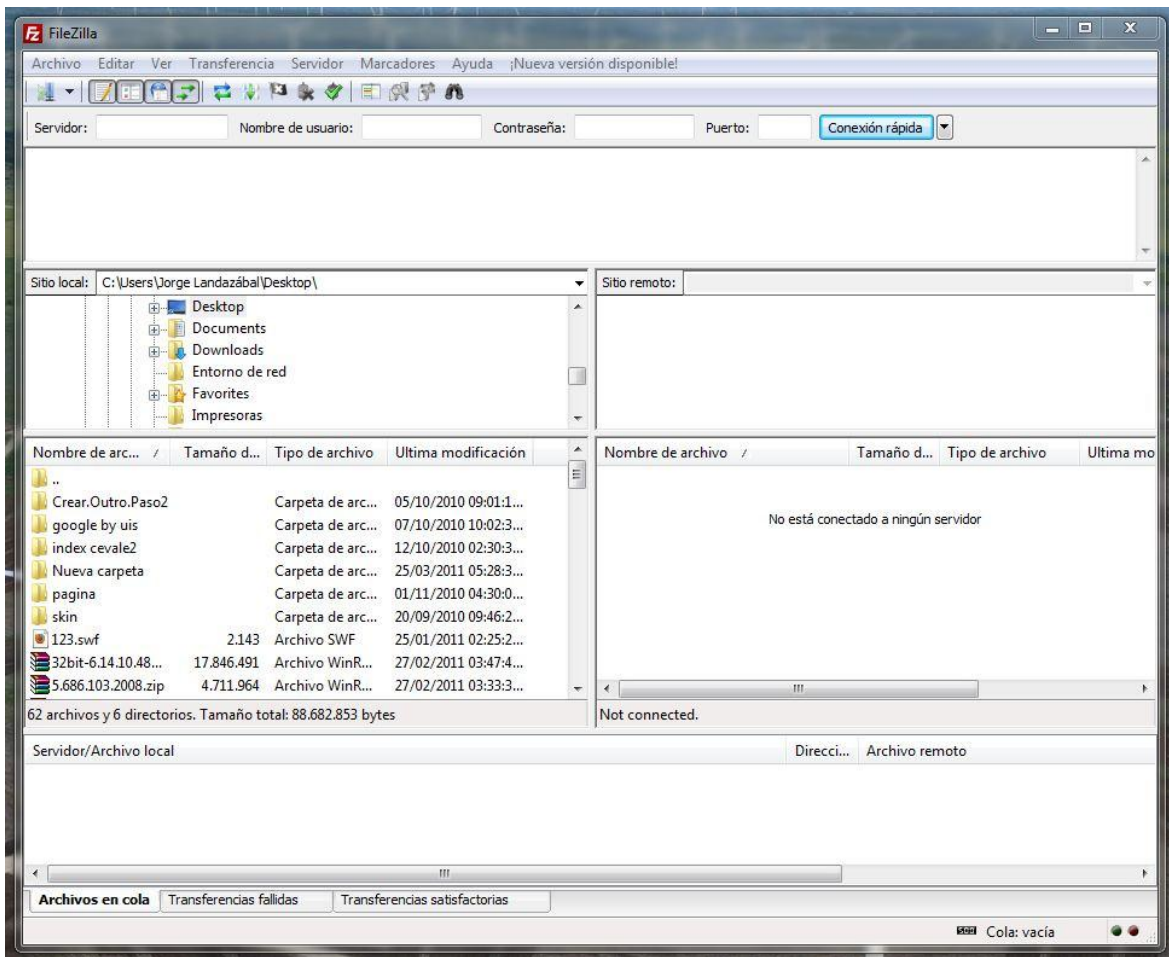 FileZilla
Archivo Editar Ver Transferencia Servidor Marcadores Ayuda ¡Nueva versión disponible!
Servidor: Nombre de usuario: Contraseña: Puerto: Conexión rápida
Sitio local: C:\Users\Jorge Landazábal\Desktop\ Sitio remoto:
Desktop
Documents
Downloads
Entorno de red
Favorites
Impresoras
Nombre de arc... Tamaño d... Tipo de archivo Ultima modificación
..
Crear.Outro.Paso2 Carpeta de arc... 05/10/2010 09:01:1...
google by uis Carpeta de arc... 07/10/2010 10:02:3...
index cevale2 Carpeta de arc... 12/10/2010 02:30:3...
Nueva carpeta Carpeta de arc... 25/03/2011 05:28:3...
pagina Carpeta de arc... 01/11/2010 04:30:0...
skin Carpeta de arc... 20/09/2010 09:46:2...
123.swf 2.143 Archivo SWF 25/01/2011 02:25:2...
32bit-6.14.10.48... 17.846.491 Archivo WinR... 27/02/2011 03:47:4...
5.686.103.2008.zip 4.711.964 Archivo WinR... 27/02/2011 03:33:3...
62 archivos y 6 directorios. Tamaño total: 88.682.853 bytes
Nombre de archivo Tamaño d... Tipo de archivo Ultima mo
No está conectado a ningún servidor
Not connected.
Servidor/Archivo local Direcci... Archivo remoto
Archivos en cola Transferencias fallidas Transferencias satisfactorias
Cola: vacía